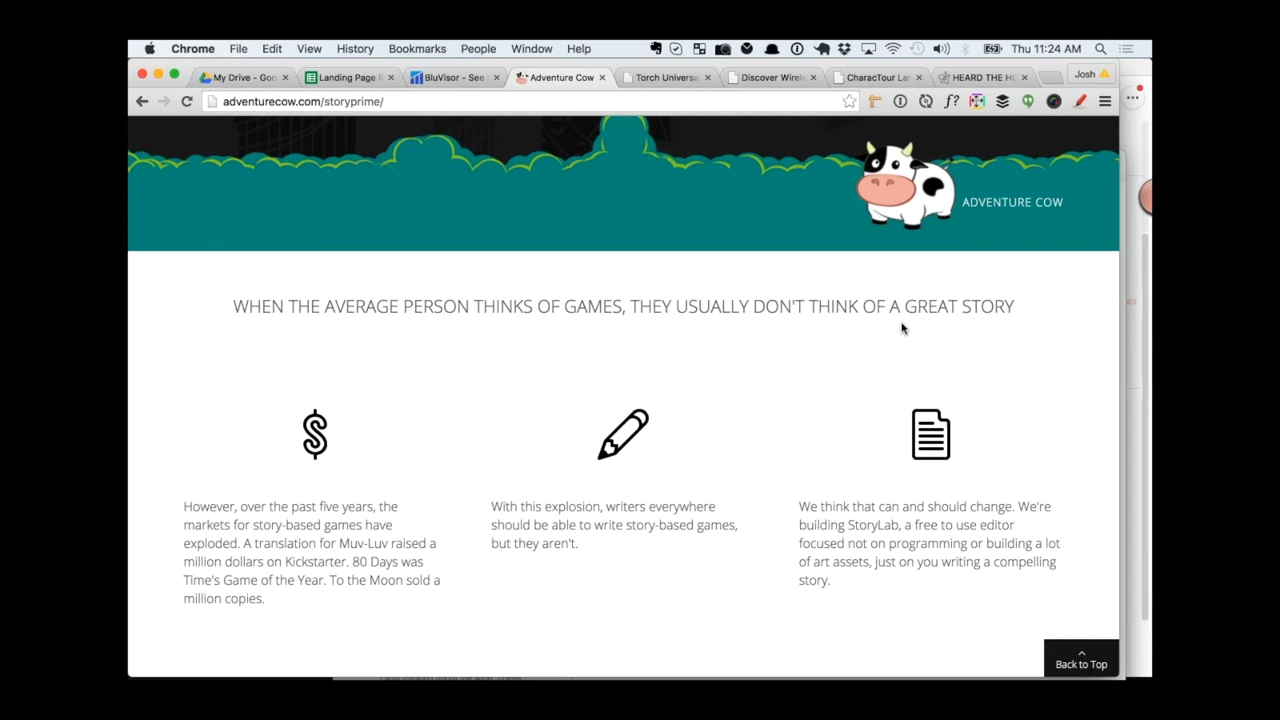 Chrome File Edit View History Bookmarks People Window Help Thu 11:24 AM
My Drive - Goo Landing Page F BluVisor - See Adventure Cow Torch Universa Discover Wirele CharacTour Lan HEARD THE HO Josh
adventurecow.com/storyprime/
f?
ADVENTURE COW
WHEN THE AVERAGE PERSON THINKS OF GAMES, THEY USUALLY DON'T THINK OF A GREAT STORY
However, over the past five years, the
markets for story-based games have
exploded. A translation for Muv-Luv raised a
million dollars on Kickstarter. 80 Days was
Time's Game of the Year. To the Moon sold a
million copies.
With this explosion, writers everywhere
should be able to write story-based games,
but they aren't.
We think that can and should change. We're
building StoryLab, a free to use editor
focused not on programming or building a lot
of art assets, just on you writing a compelling
story.
Back to Top